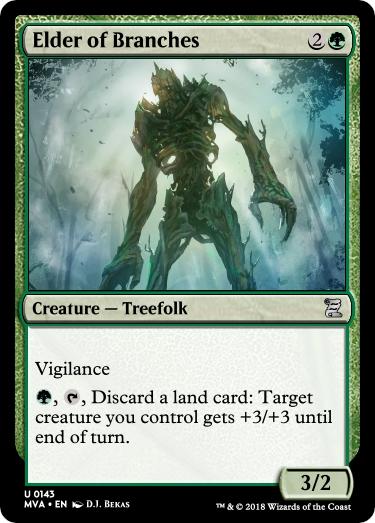 Elder of Branches 2
Creature — Treefolk
Vigilance
, , Discard a land card: Target
creature you control gets +3/+3 until
end of turn.
3/2
U 0143
MVA • EN D.J. Bekas
™ & © 2018 Wizards of the Coast